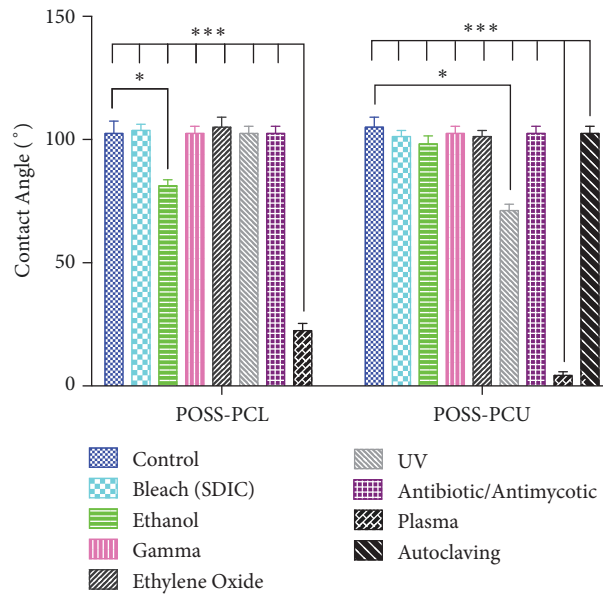 150
100
50
0
Contact Angle (°)
***
*
***
*
POSS-PCL
POSS-PCU
Control
Bleach (SDIC)
Ethanol
Gamma
Ethylene Oxide
UV
Antibiotic/Antimycotic
Plasma
Autoclaving